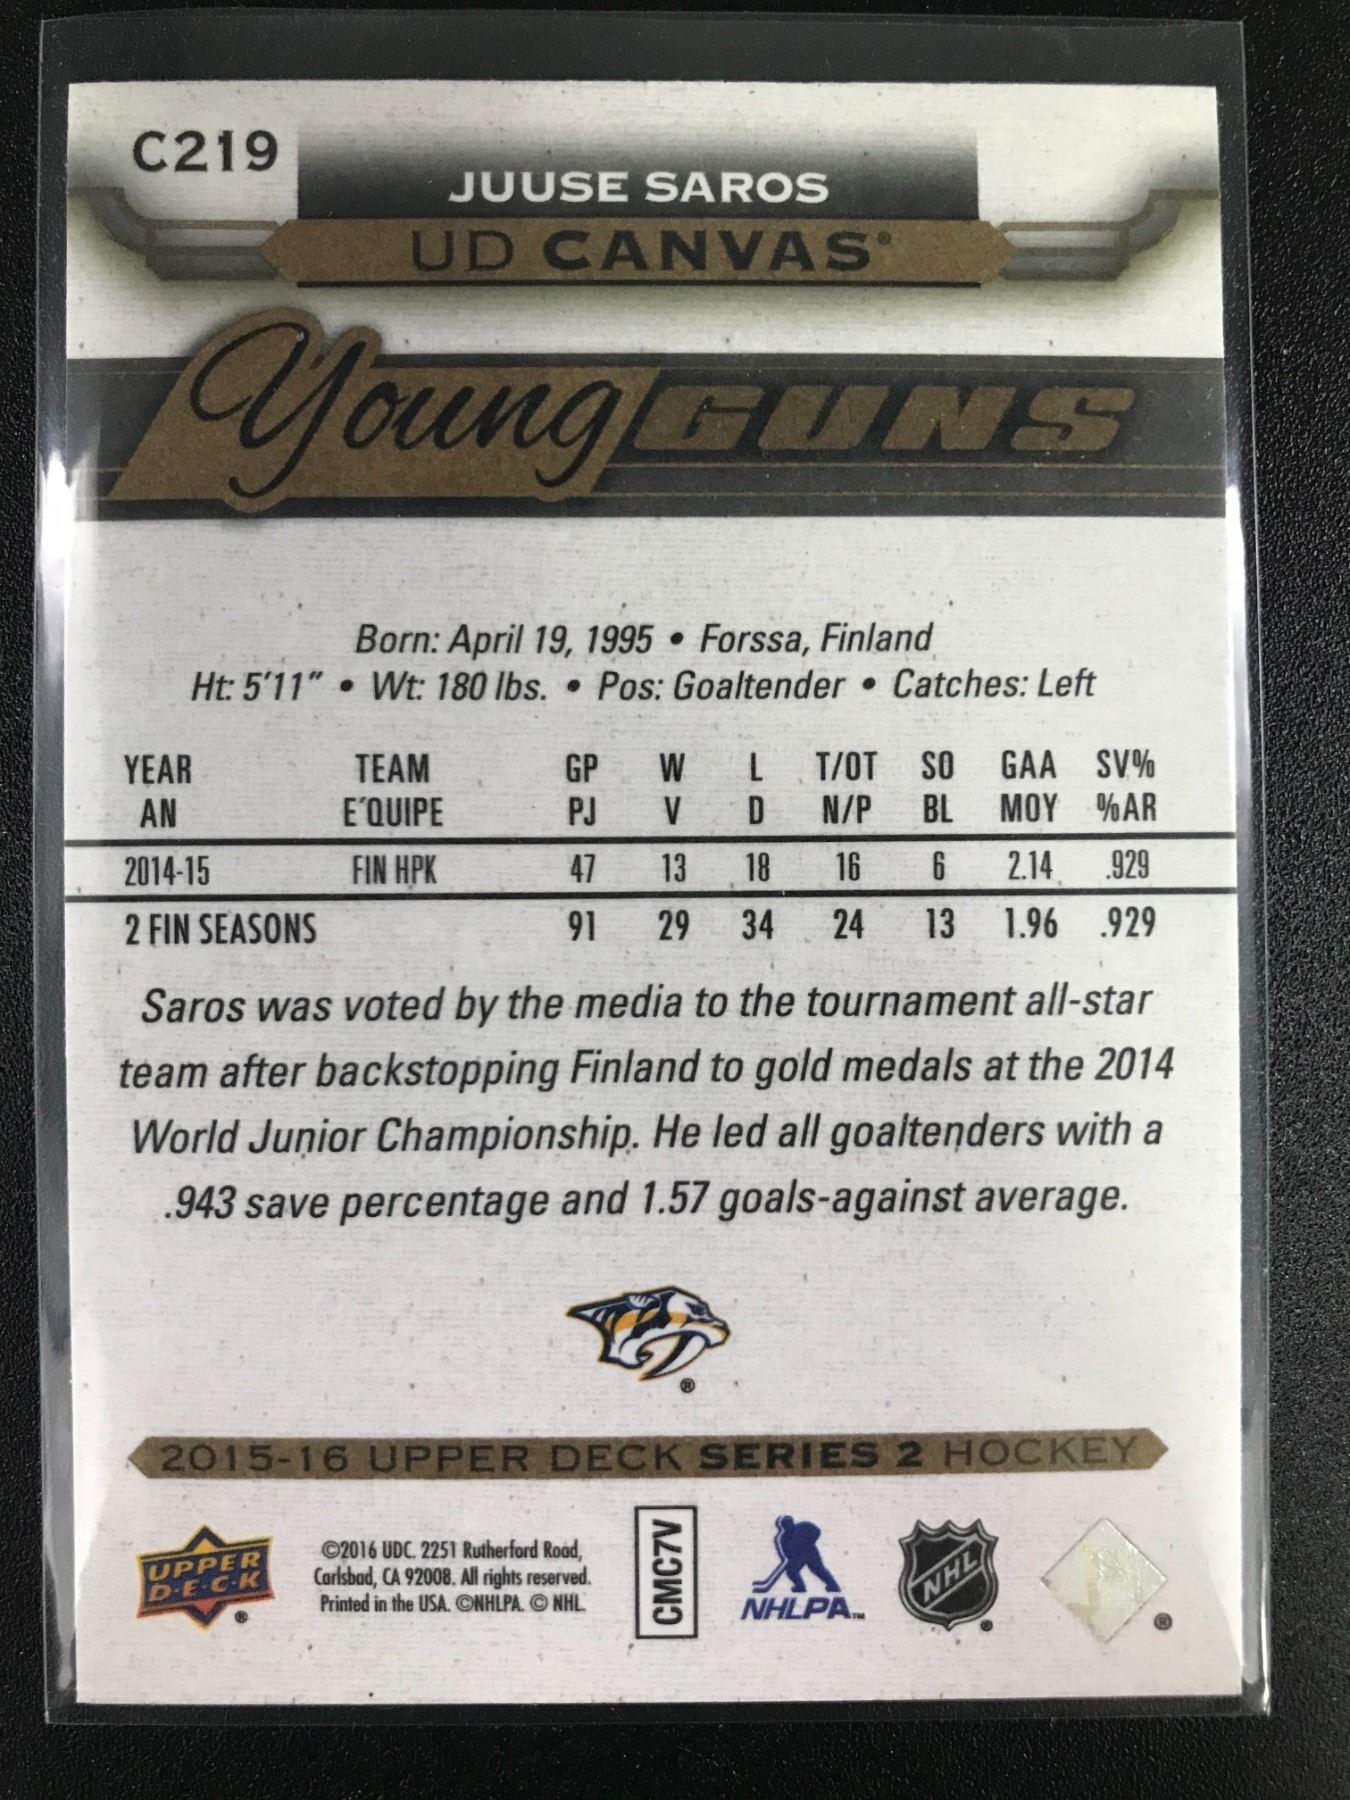 C219
JUUSE SAROS
UD CANVAS®
Young GUNS
Born: April 19, 1995 • Forssa, Finland
Ht: 5'11" • Wt: 180 lbs. • Pos: Goaltender • Catches: Left
YEAR TEAM GP W L T/OT SO GAA SV%
AN E´QUIPE PJ V D N/P BL MOY %AR
2014-15 FIN HPK 47 13 18 16 6 2.14 .929
2 FIN SEASONS 91 29 34 24 13 1.96 .929
Saros was voted by the media to the tournament all-star
team after backstopping Finland to gold medals at the 2014
World Junior Championship. He led all goaltenders with a
.943 save percentage and 1.57 goals-against average.
®
2015-16 UPPER DECK SERIES 2 HOCKEY
UPPER
D·E·C·K
®
©2016 UDC. 2251 Rutherford Road,
Carlsbad, CA 92008. All rights reserved.
Printed in the USA. ©NHLPA. © NHL.
CMC7V
NHLPA™
NHL
®
®